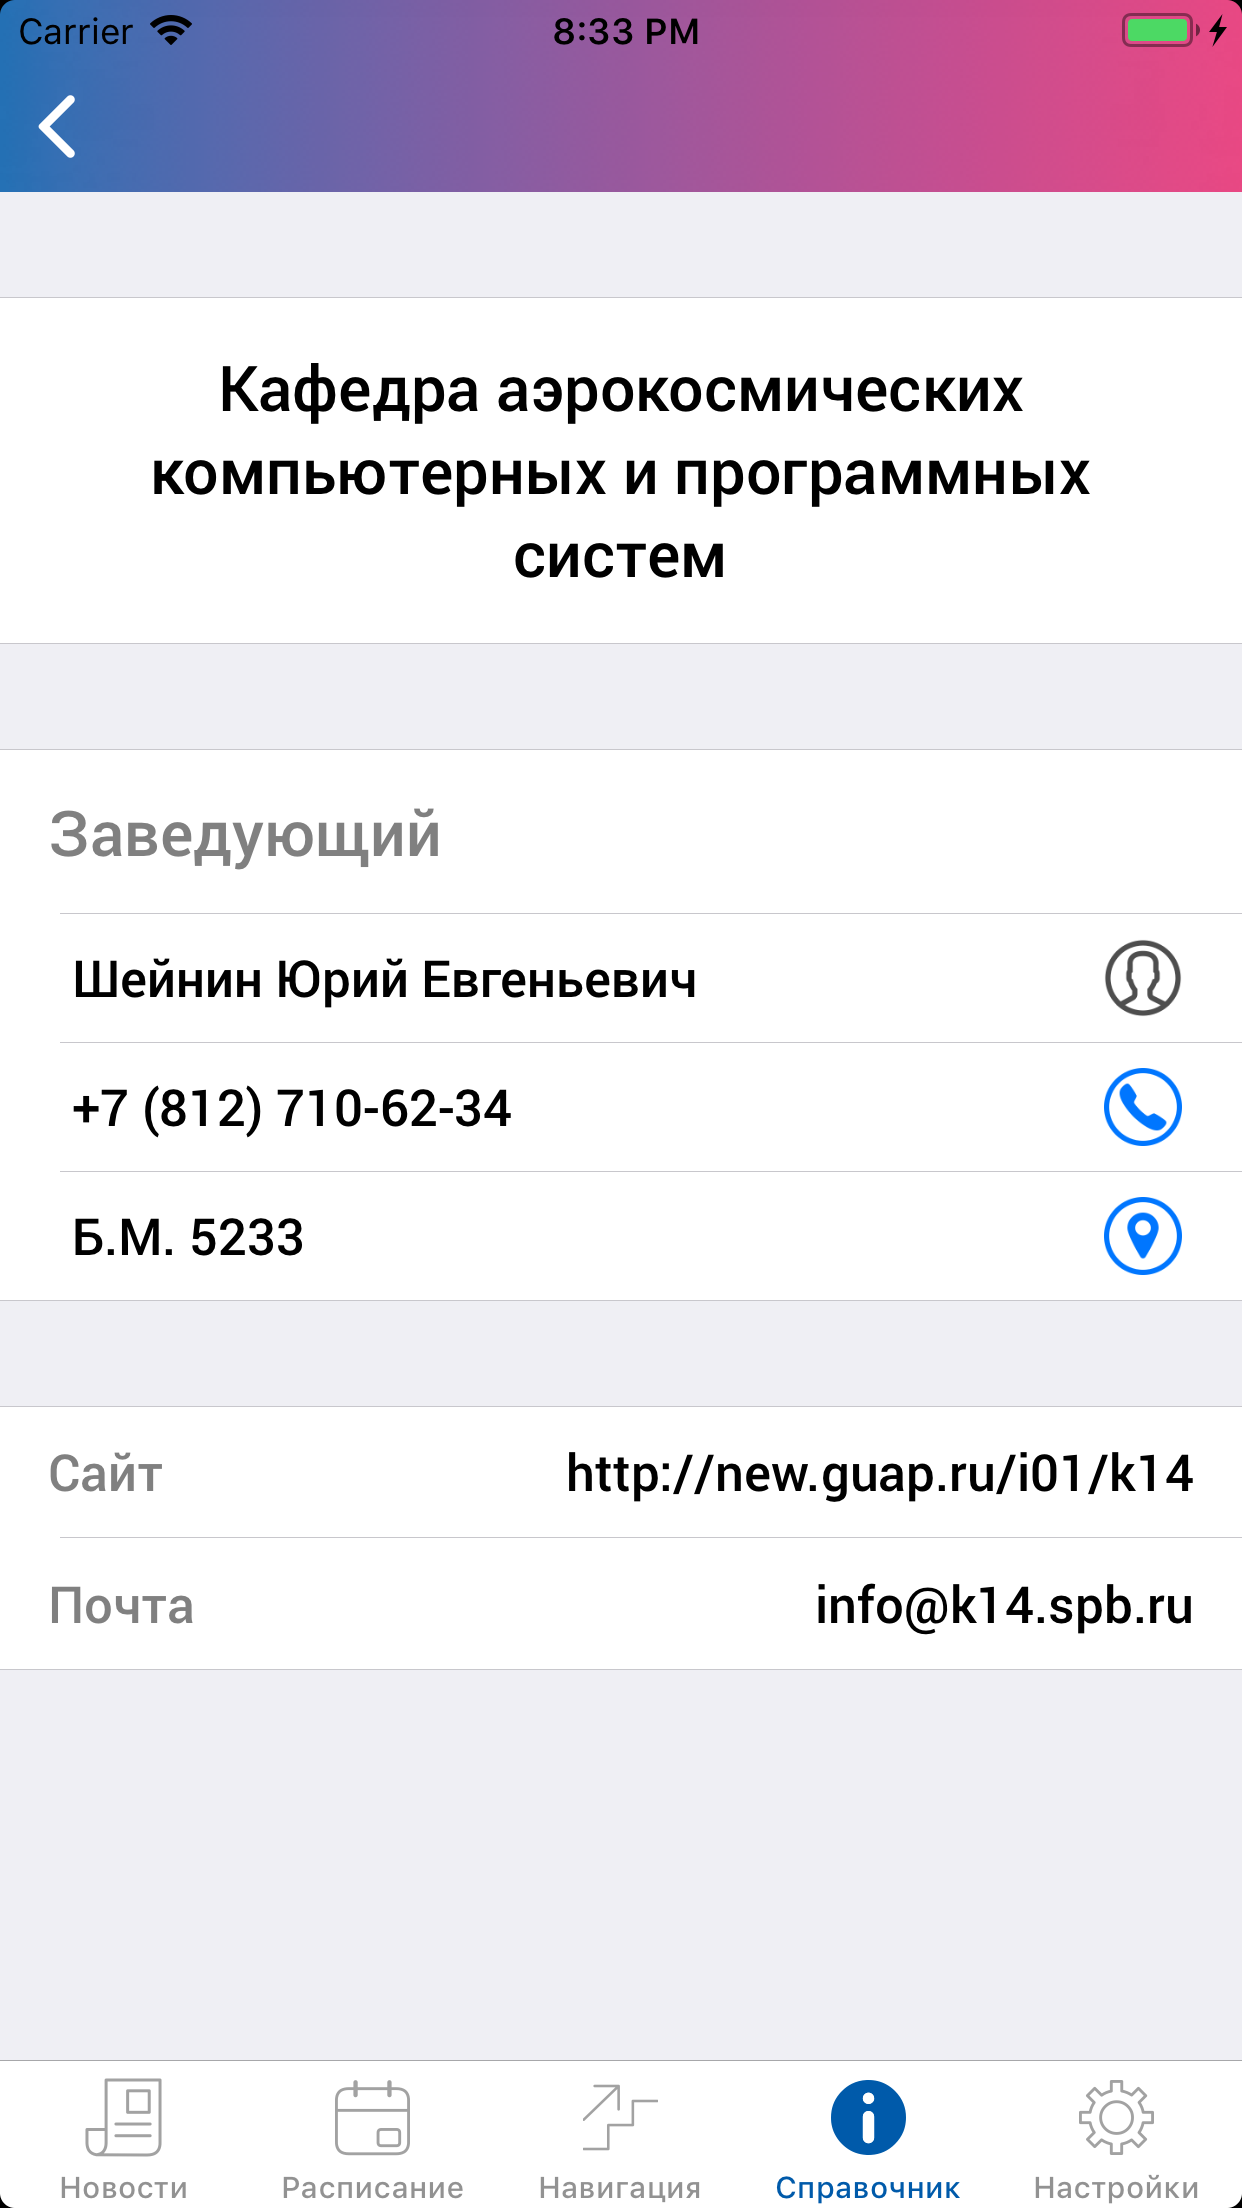 Carrier 8:33 PM
Кафедра аэрокосмических
компьютерных и программных
систем
Заведующий
Шейнин Юрий Евгеньевич
+7 (812) 710-62-34
Б.М. 5233
Сайт http://new.guap.ru/i01/k14
Почта info@k14.spb.ru
Новости Расписание Навигация Справочник Настройки